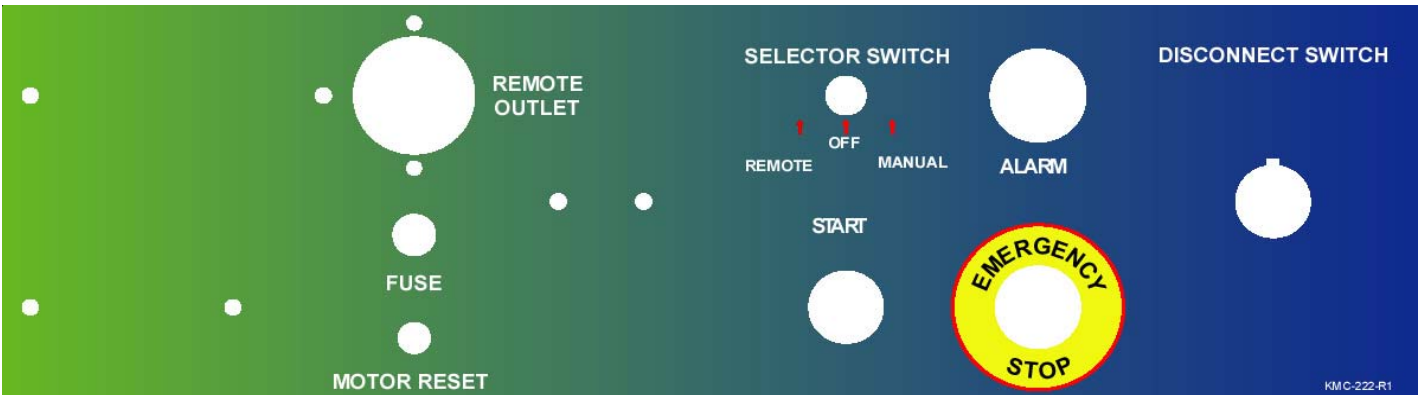 REMOTE
OUTLET
FUSE
MOTOR RESET
SELECTOR SWITCH
OFF
REMOTE
MANUAL
START
ALARM
EMERGENCY
STOP
DISCONNECT SWITCH
KMC-222-R1